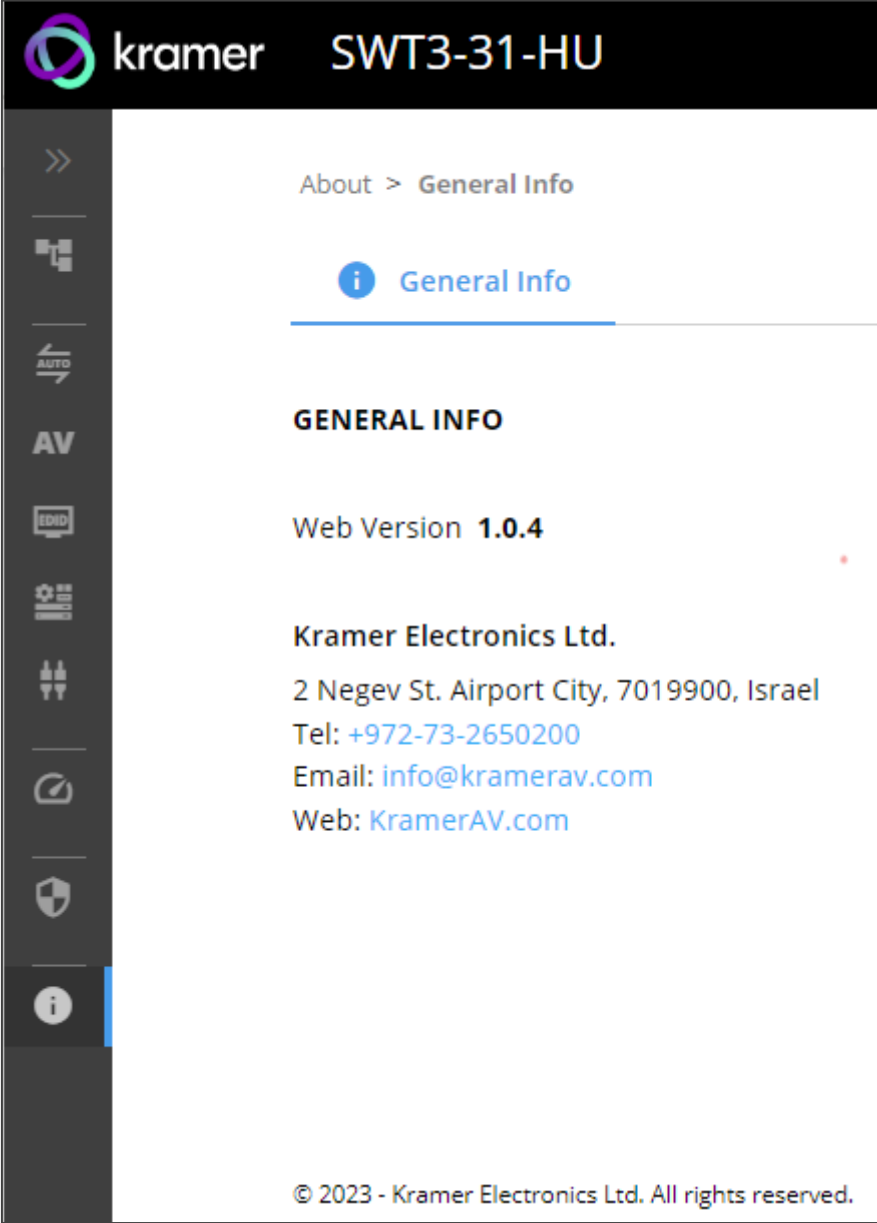 kramer SWT3-31-HU
About > General Info
General Info
GENERAL INFO
AUTO
AV
Web Version 1.0.4
EDID
Kramer Electronics Ltd.
2 Negev St. Airport City, 7019900, Israel
Tel: +972-73-2650200
Email: info@kramerav.com
Web: KramerAV.com
© 2023 - Kramer Electronics Ltd. All rights reserved.